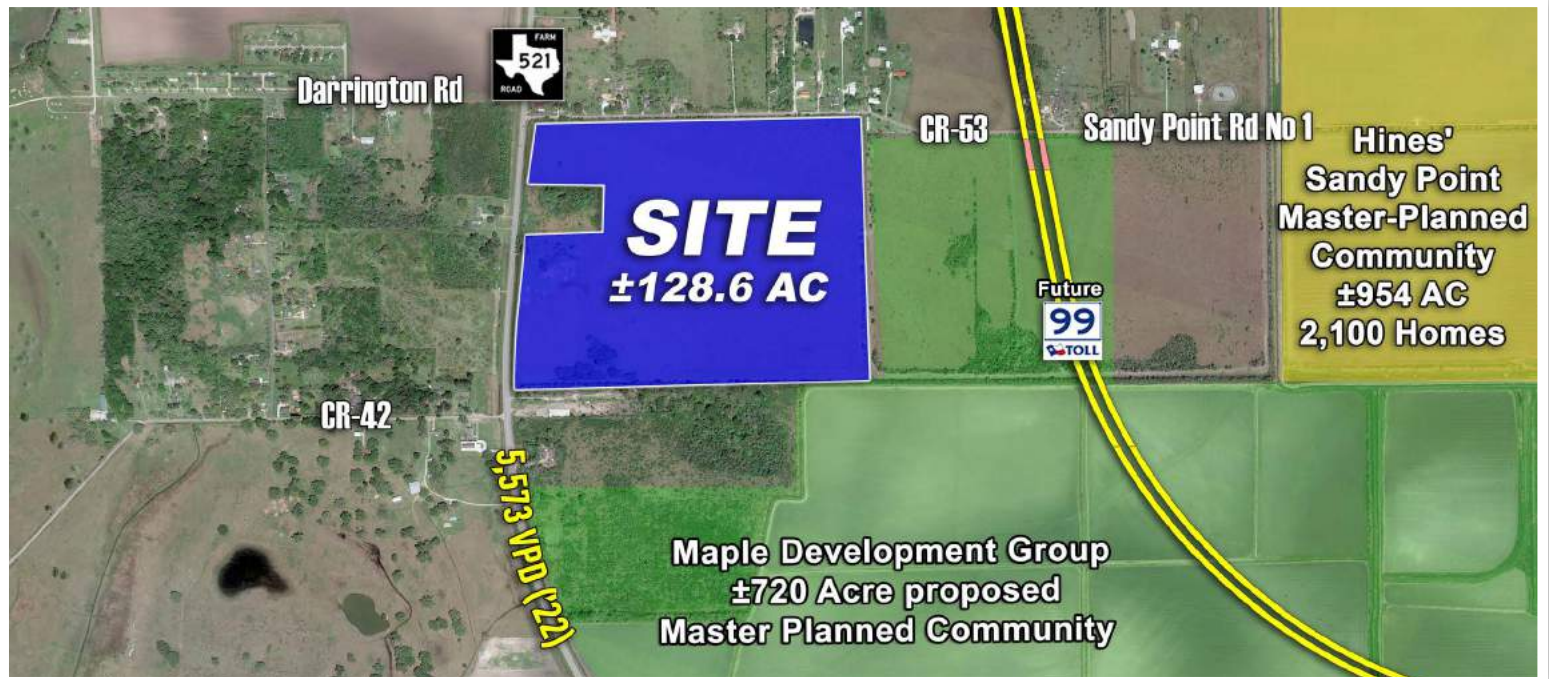 FARM
521
ROAD
Darrington Rd
CR-53
Sandy Point Rd No 1
SITE
±128.6 AC
Hines'
Sandy Point
Master-Planned
Community
±954 AC
2,100 Homes
Future
99
TOLL
CR-42
5,573 VPD ('22)
Maple Development Group
±720 Acre proposed
Master Planned Community